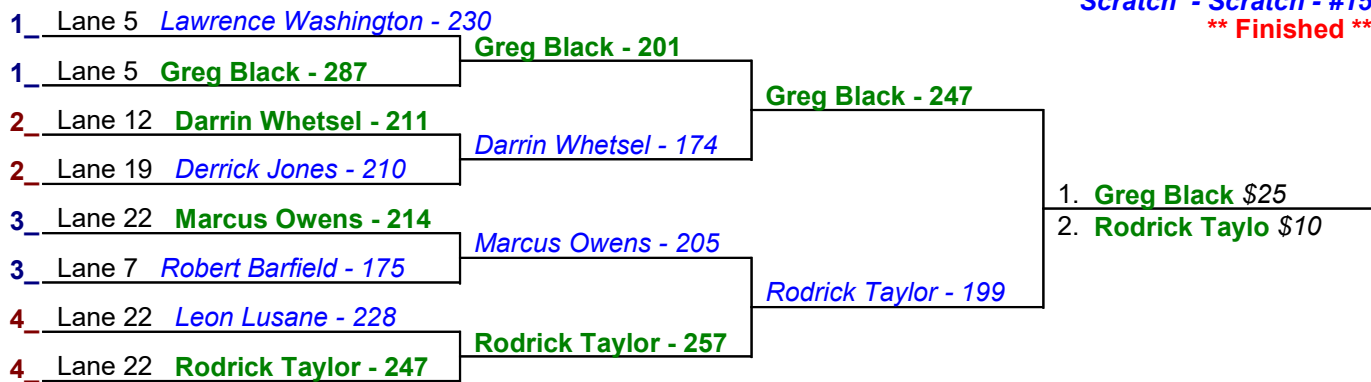 Scratch - Scratch - #15
** Finished **
1_ Lane 5 Lawrence Washington - 230
1_ Lane 5 Greg Black - 287
2_ Lane 12 Darrin Whetsel - 211
2_ Lane 19 Derrick Jones - 210
3_ Lane 22 Marcus Owens - 214
3_ Lane 7 Robert Barfield - 175
4_ Lane 22 Leon Lusane - 228
4_ Lane 22 Rodrick Taylor - 247
Greg Black - 201
Darrin Whetsel - 174
Marcus Owens - 205
Rodrick Taylor - 257
Greg Black - 247
Rodrick Taylor - 199
1. Greg Black $25
2. Rodrick Taylo $10